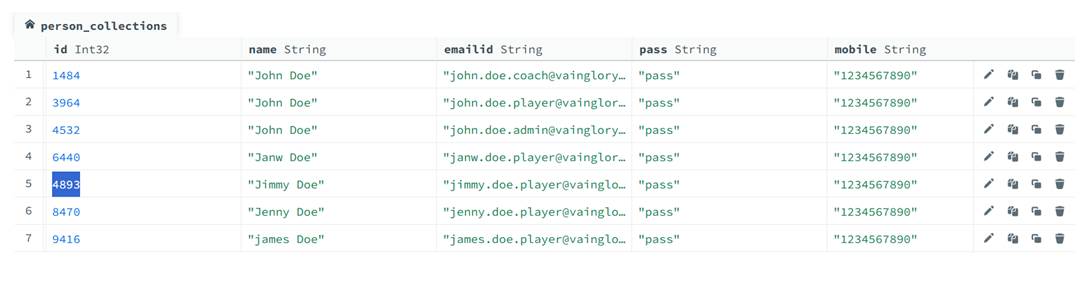 person_collections
id Int32 name String emailid String pass String mobile String
1 1484 "John Doe" "john.doe.coach@vainglory… "pass" "1234567890"
2 3964 "John Doe" "john.doe.player@vainglor… "pass" "1234567890"
3 4532 "John Doe" "john.doe.admin@vainglory… "pass" "1234567890"
4 6440 "Janw Doe" "janw.doe.player@vainglor… "pass" "1234567890"
5 4893 "Jimmy Doe" "jimmy.doe.player@vainglo… "pass" "1234567890"
6 8470 "Jenny Doe" "jenny.doe.player@vainglo… "pass" "1234567890"
7 9416 "james Doe" "james.doe.player@vainglo… "pass" "1234567890"